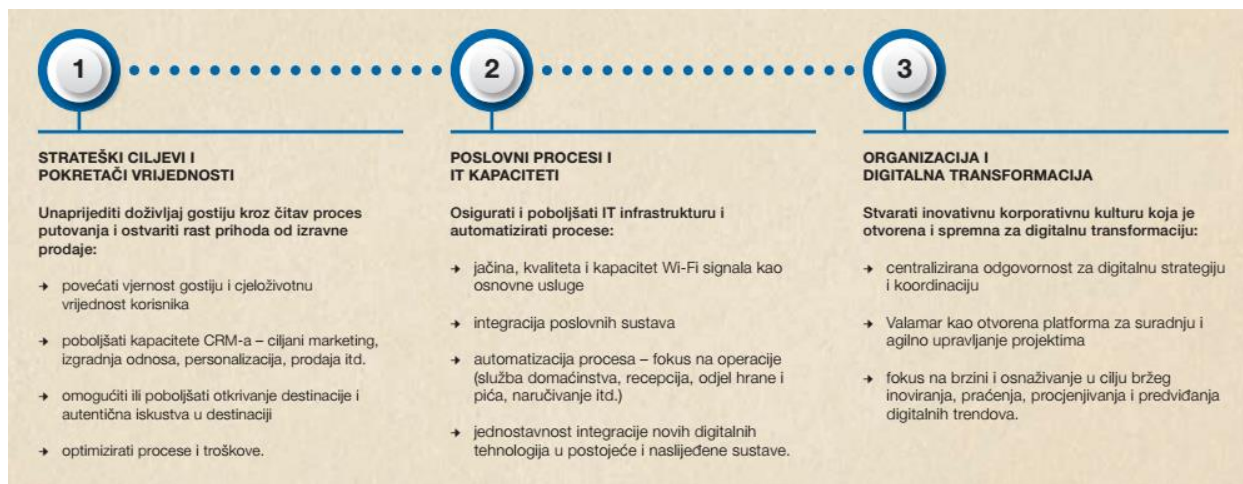 1
STRATEŠKI CILJEVI I
POKRETAČI VRIJEDNOSTI
Unaprijediti doživljaj gostiju kroz čitav proces
putovanja i ostvariti rast prihoda od izravne
prodaje:
→ povećati vjernost gostiju i cjeloživotnu
vrijednost korisnika
→ poboljšati kapacitete CRM-a – ciljani marketing,
izgradnja odnosa, personalizacija, prodaja itd.
→ omogućiti ili poboljšati otkrivanje destinacije i
autentična iskustva u destinaciji
→ optimizirati procese i troškove.
2
POSLOVNI PROCESI I
IT KAPACITETI
Osigurati i poboljšati IT infrastrukturu i
automatizirati procese:
→ jačina, kvaliteta i kapacitet Wi-Fi signala kao
osnovne usluge
→ integracija poslovnih sustava
→ automatizacija procesa – fokus na operacije
(služba domaćinstva, recepcija, odjel hrane i
pića, naručivanje itd.)
→ jednostavnost integracije novih digitalnih
tehnologija u postojeće i naslijeđene sustave.
3
ORGANIZACIJA I
DIGITALNA TRANSFORMACIJA
Stvarati inovativnu korporativnu kulturu koja je
otvorena i spremna za digitalnu transformaciju:
→ centralizirana odgovornost za digitalnu strategiju
i koordinaciju
→ Valamar kao otvorena platforma za suradnju i
agilno upravljanje projektima
→ fokus na brzini i osnaživanje u cilju bržeg
inoviranja, praćenja, procjenjivanja i predviđanja
digitalnih trendova.